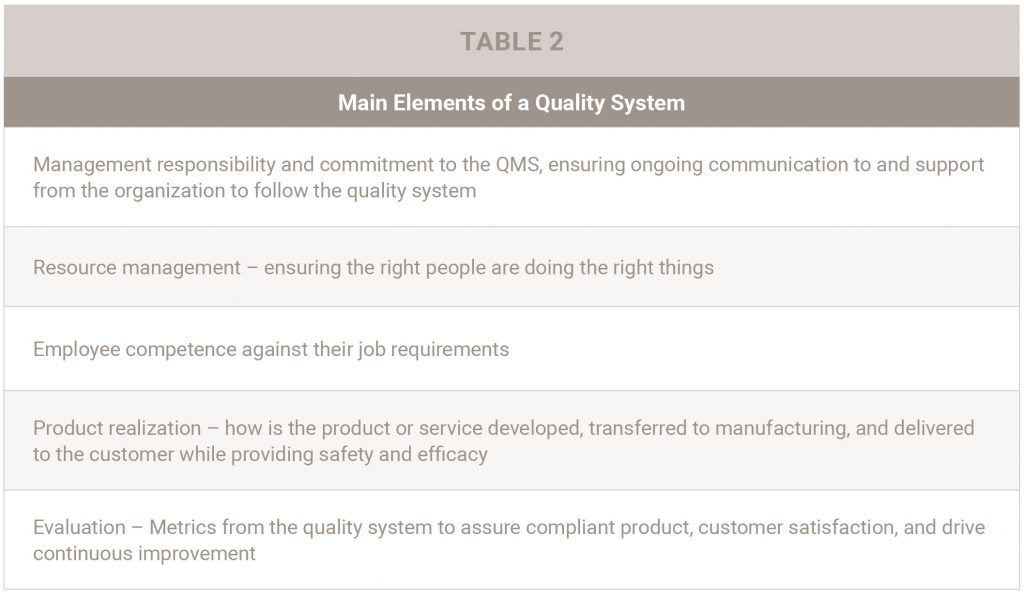 TABLE 2
Main Elements of a Quality System
Management responsibility and commitment to the QMS, ensuring ongoing communication to and support
from the organization to follow the quality system
Resource management – ensuring the right people are doing the right things
Employee competence against their job requirements
Product realization – how is the product or service developed, transferred to manufacturing, and delivered
to the customer while providing safety and efficacy
Evaluation – Metrics from the quality system to assure compliant product, customer satisfaction, and drive
continuous improvement